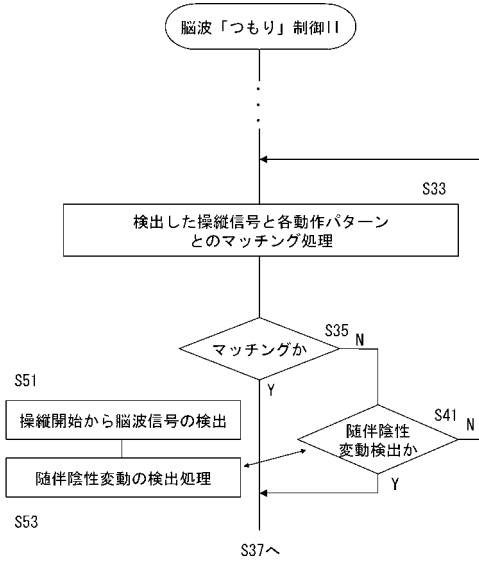 脳波「つもり」制御II
S33
検出した操縦信号と各動作パターン
とのマッチング処理
S35
マッチングか
N
Y
S51
操縦開始から脳波信号の検出
S41
随伴陰性
変動検出か
N
Y
随伴陰性変動の検出処理
S53
S37へ